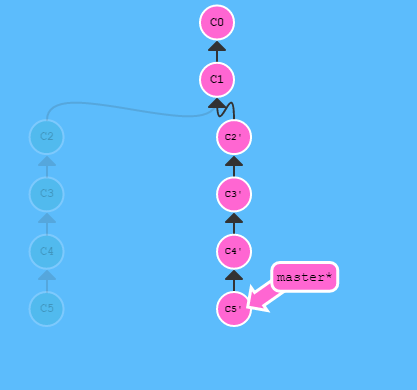 C0
C1
C2 C2'
C3 C3'
C4 C4'
master*
C5 C5'